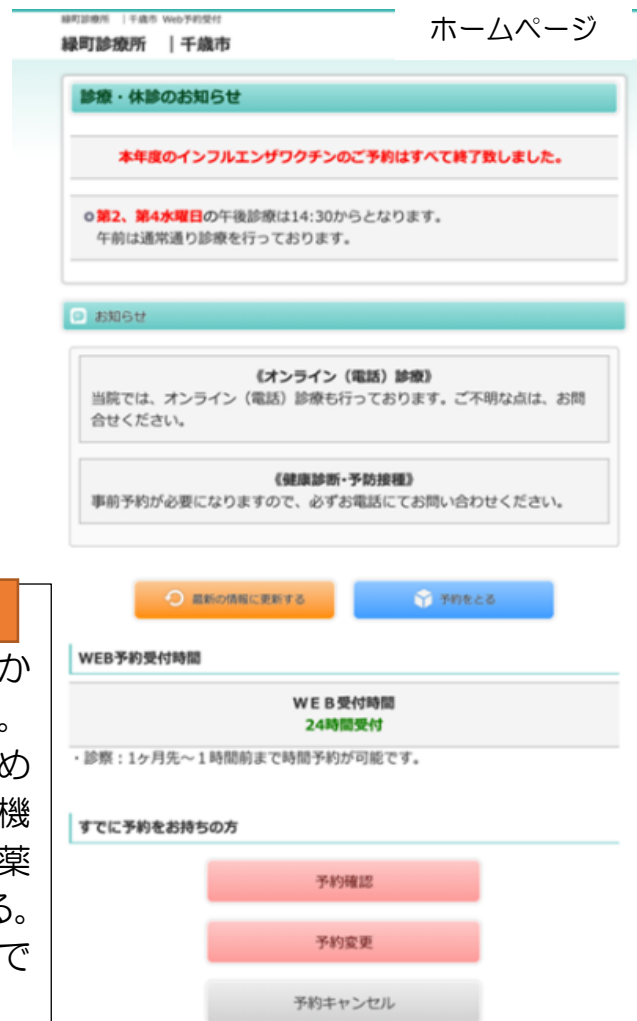 緑町診療所 ｜千歳市 Web予約受付
ホームページ
緑町診療所 ｜千歳市
診療・休診のお知らせ
本年度のインフルエンザワクチンのご予約はすべて終了致しました。
第2、第4水曜日の午後診療は14:30からとなります。
午前は通常通り診療を行っております。
お知らせ
《オンライン（電話）診療》
当院では、オンライン（電話）診療も行っております。ご不明な点は、お問
合せください。
《健康診断・予防接種》
事前予約が必要になりますので、必ずお電話にてお問い合わせください。
最新の情報に更新する
予約をとる
WEB予約受付時間
ＷＥＢ受付時間
24時間受付
・診察：1ヶ月先～１時間前まで時間予約が可能です。
すでに予約をお持ちの方
予約確認
予約変更
予約キャンセル
か
。
め
機
薬
る。
で